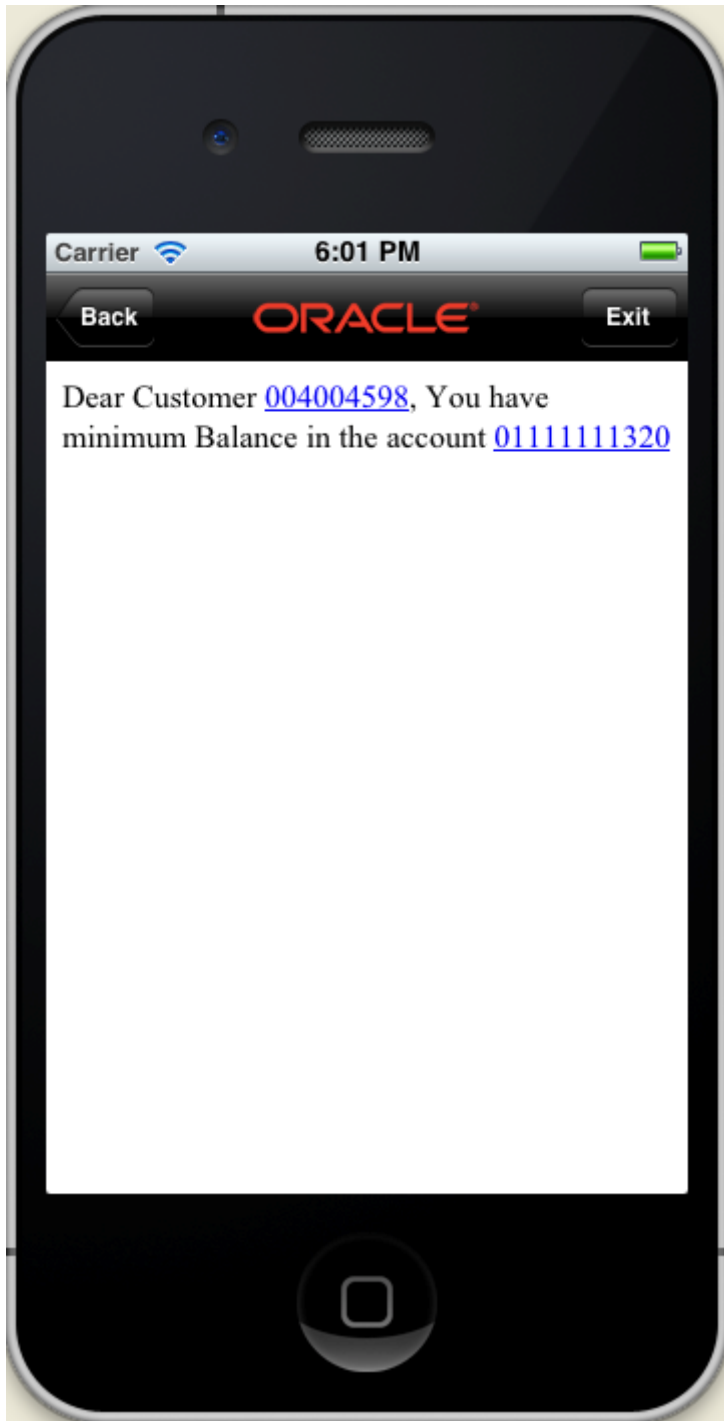 Carrier 6:01 PM
Back ORACLE® Exit
Dear Customer 004004598, You have
minimum Balance in the account 01111111320